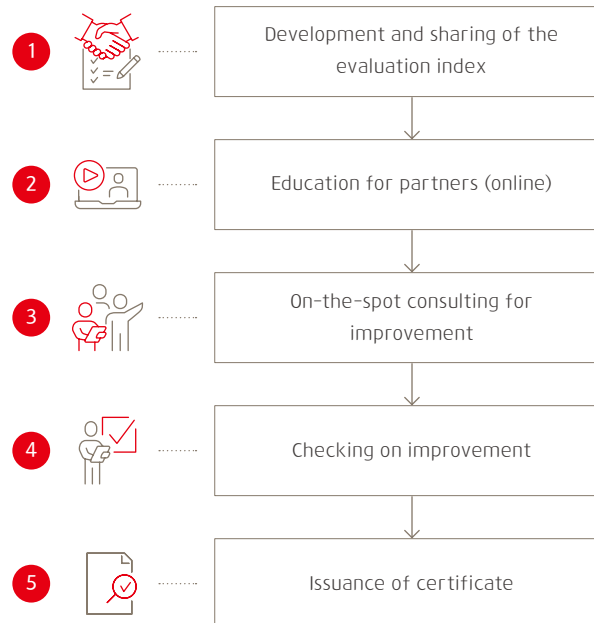 1
Development and sharing of the
evaluation index
2
Education for partners (online)
3
On-the-spot consulting for
improvement
4
Checking on improvement
5
Issuance of certificate